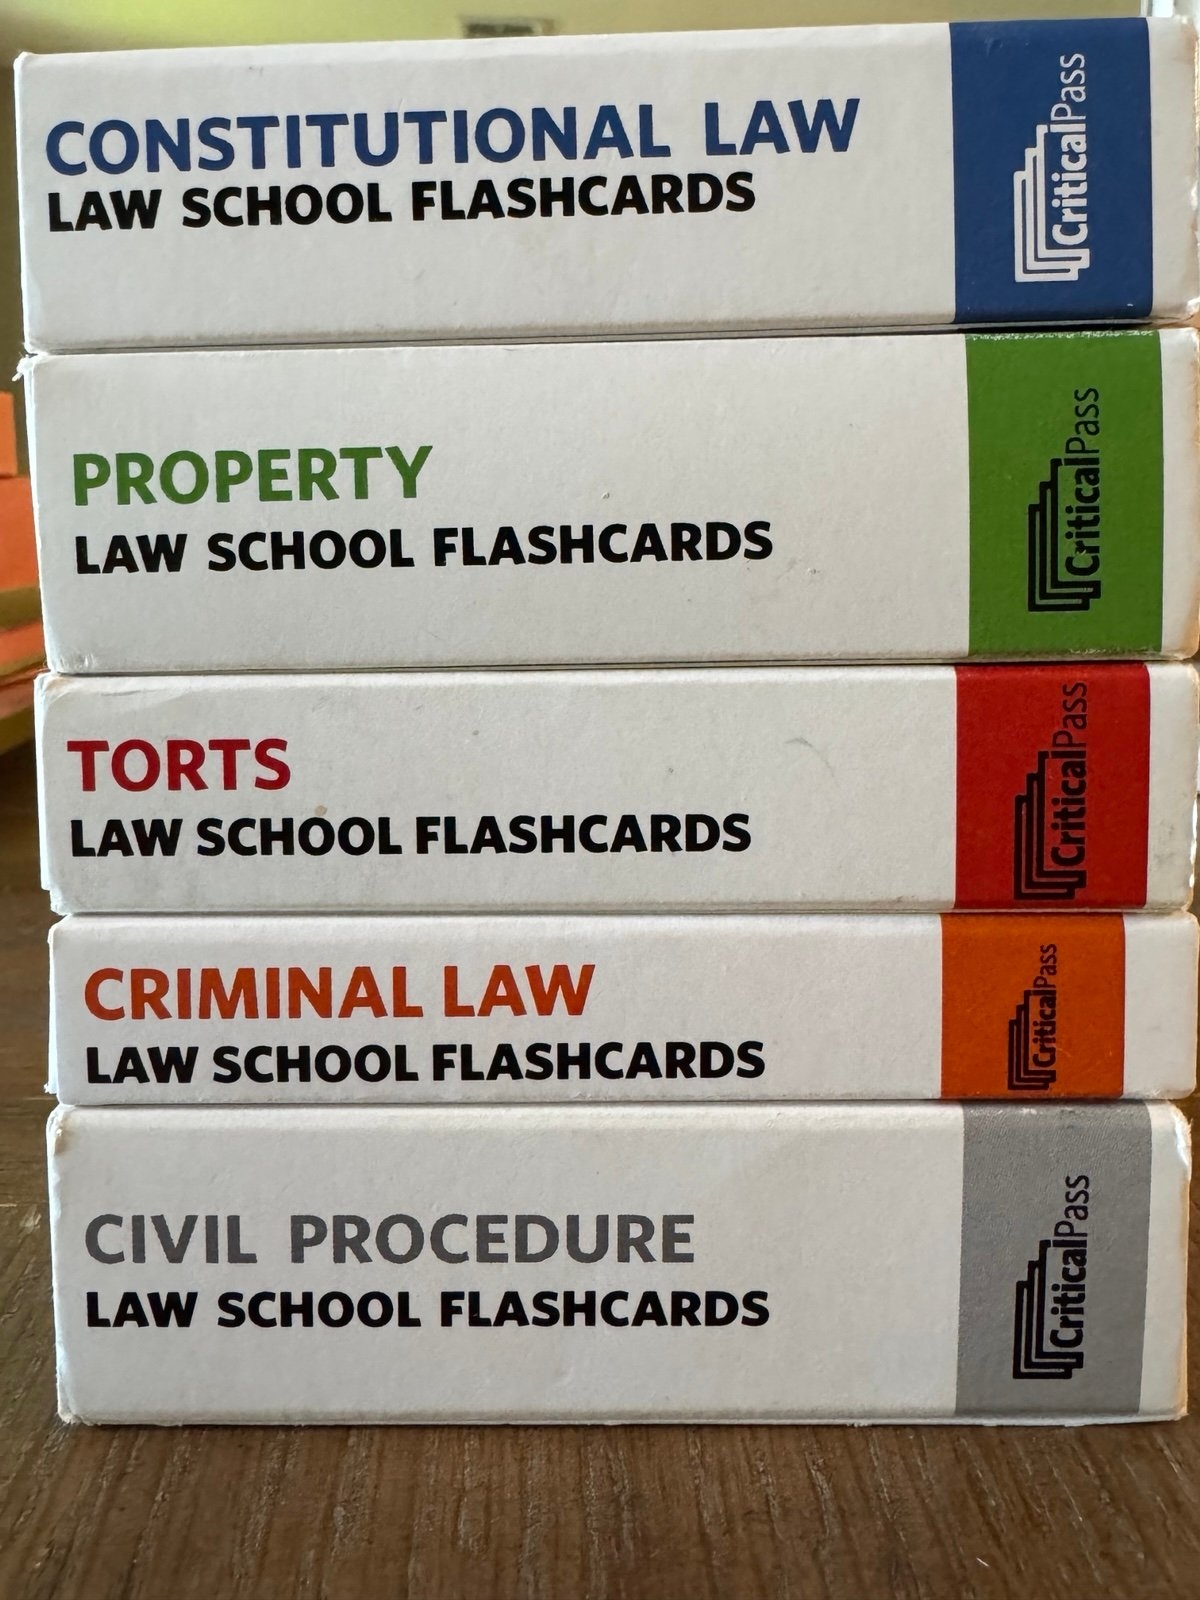 CONSTITUTIONAL LAW
LAW SCHOOL FLASHCARDS
CriticalPass
PROPERTY
LAW SCHOOL FLASHCARDS
CriticalPass
TORTS
LAW SCHOOL FLASHCARDS
CriticalPass
CRIMINAL LAW
LAW SCHOOL FLASHCARDS
CriticalPass
CIVIL PROCEDURE
LAW SCHOOL FLASHCARDS
CriticalPass